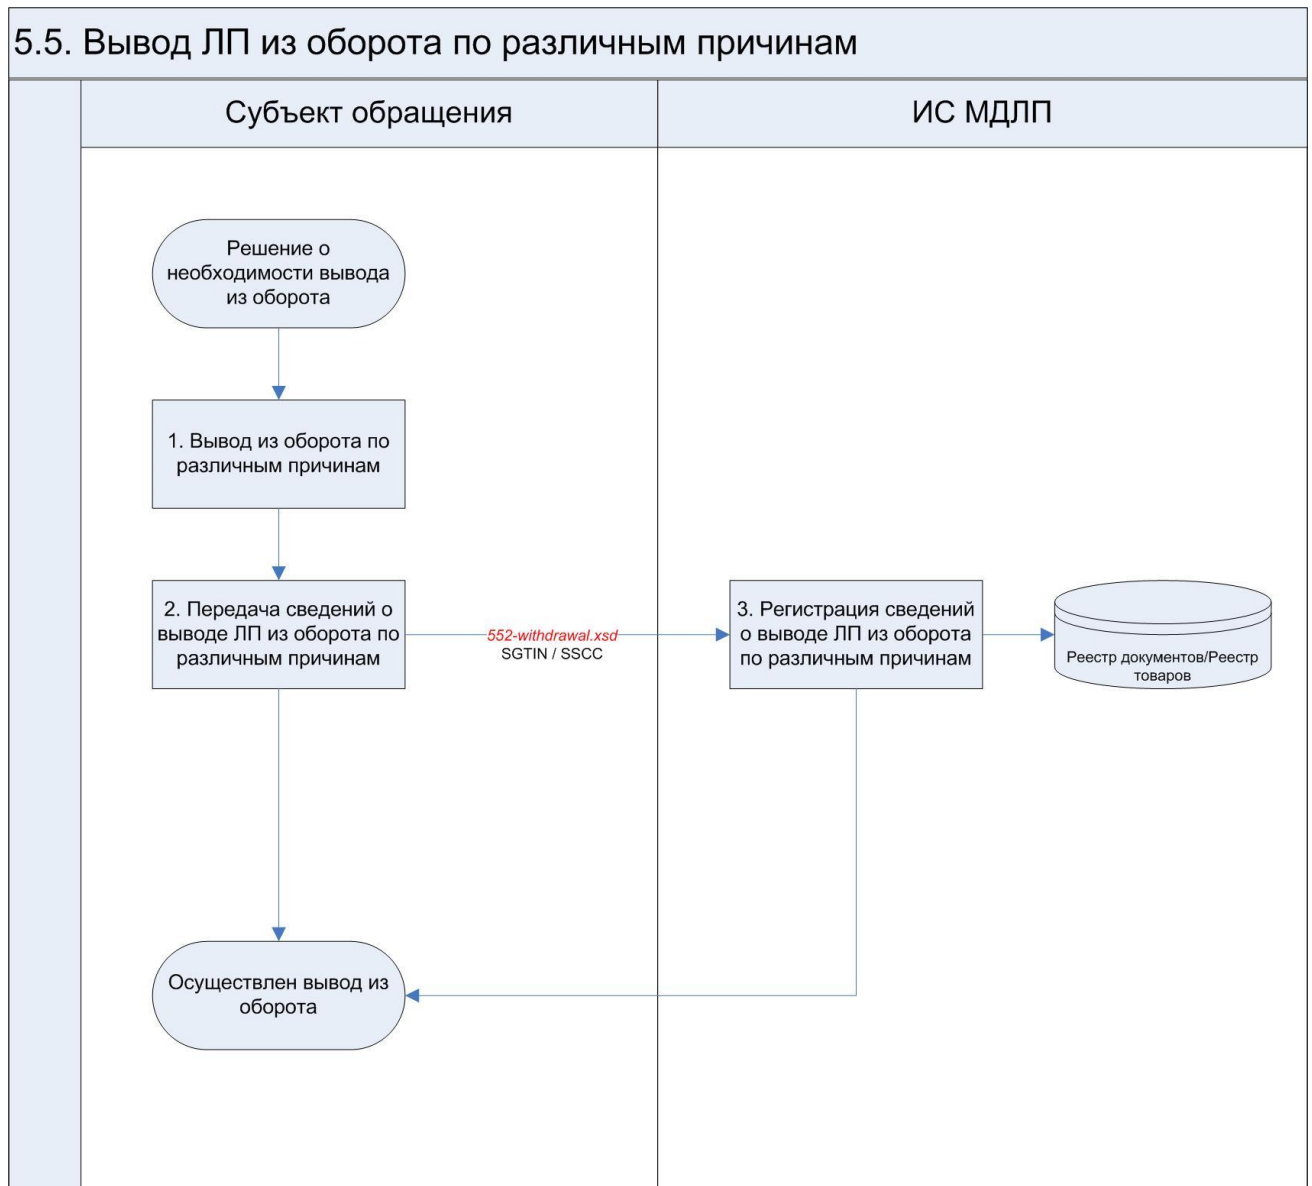 5.5. Вывод ЛП из оборота по различным причинам
Субъект обращения
ИС МДЛП
Решение о
необходимости вывода
из оборота
1. Вывод из оборота по
различным причинам
2. Передача сведений о
выводе ЛП из оборота по
различным причинам
552-withdrawal.xsd
SGTIN / SSCC
3. Регистрация сведений
о выводе ЛП из оборота
по различным причинам
Реестр документов/Реестр
товаров
Осуществлен вывод из
оборота